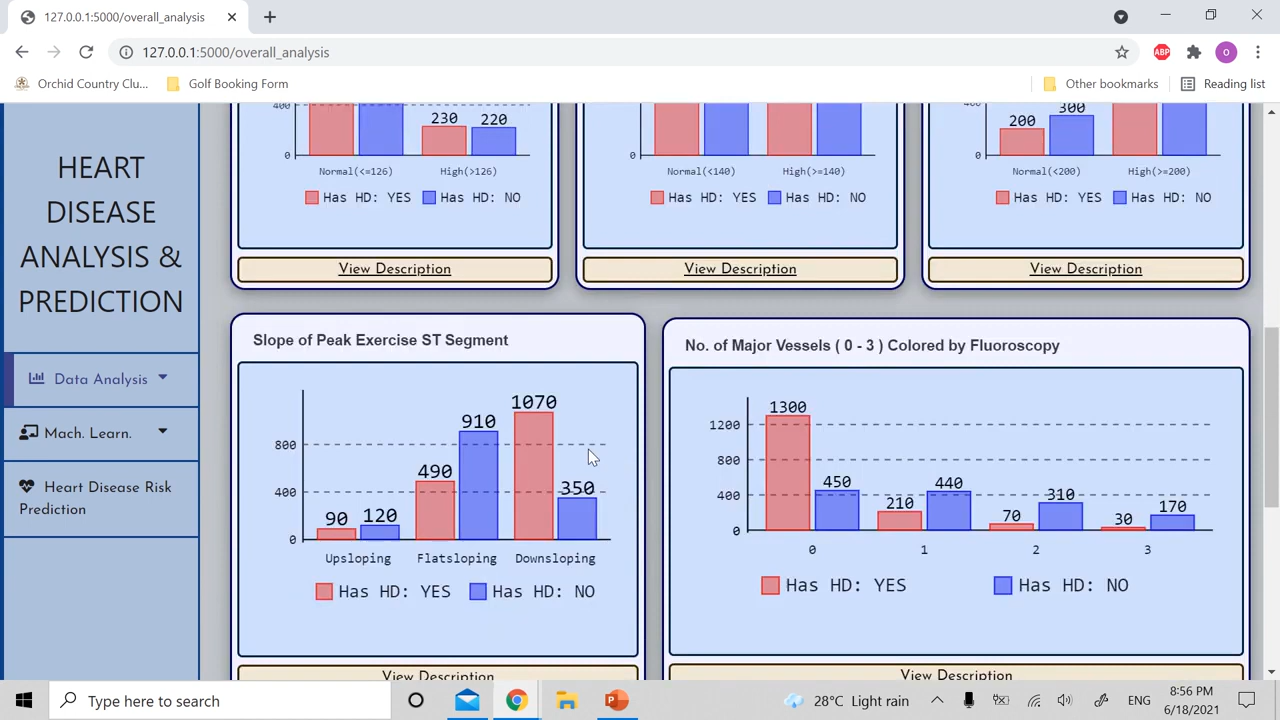 127.0.0.1:5000/overall_analysis
127.0.0.1:5000/overall_analysis
ABP
O
Orchid Country Clu...
Golf Booking Form
Other bookmarks
Reading list
HEART
DISEASE
ANALYSIS &
PREDICTION
Data Analysis
Mach. Learn.
Heart Disease Risk
Prediction
400
230
220
0
Normal(<=126)
High(>126)
Has HD: YES
Has HD: NO
View Description
0
Normal(<140)
High(>=140)
Has HD: YES
Has HD: NO
View Description
400
200
300
0
Normal(<200)
High(>=200)
Has HD: YES
Has HD: NO
View Description
Slope of Peak Exercise ST Segment
1070
910
800
490
400
350
90
120
0
Upsloping
Flatsloping
Downsloping
Has HD: YES
Has HD: NO
View Description
No. of Major Vessels ( 0 - 3 ) Colored by Fluoroscopy
1300
1200
800
450
440
400
210
310
70
170
30
0
0
1
2
3
Has HD: YES
Has HD: NO
View Description
Type here to search
28°C Light rain
ENG
8:56 PM
6/18/2021